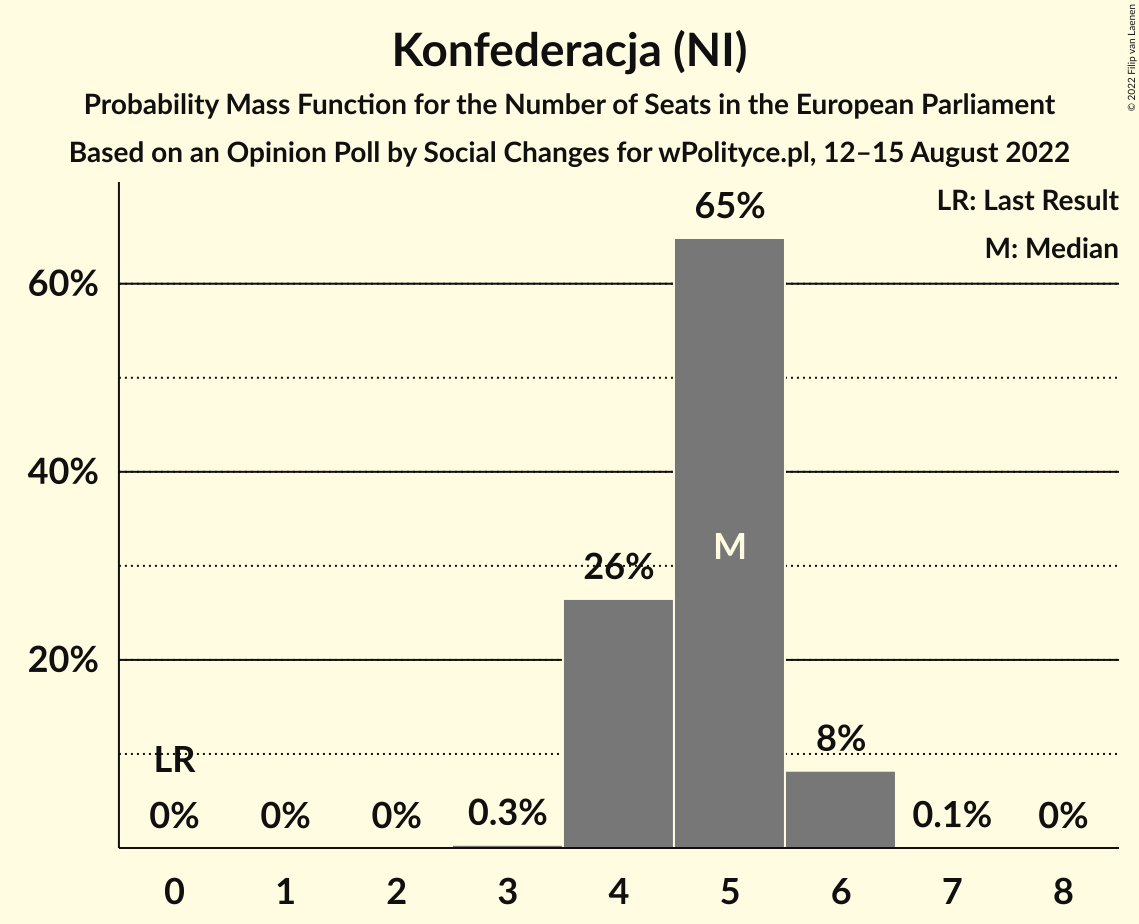 Konfederacja (NI)
Probability Mass Function for the Number of Seats in the European Parliament
Based on an Opinion Poll by Social Changes for wPolityce.pl, 12–15 August 2022
© 2022 Filip van Laenen
LR: Last Result
M: Median
65%
60%
40%
M
26%
20%
8%
LR
0%
0%
0%
0.3%
0.1%
0%
0 1 2 3 4 5 6 7 8